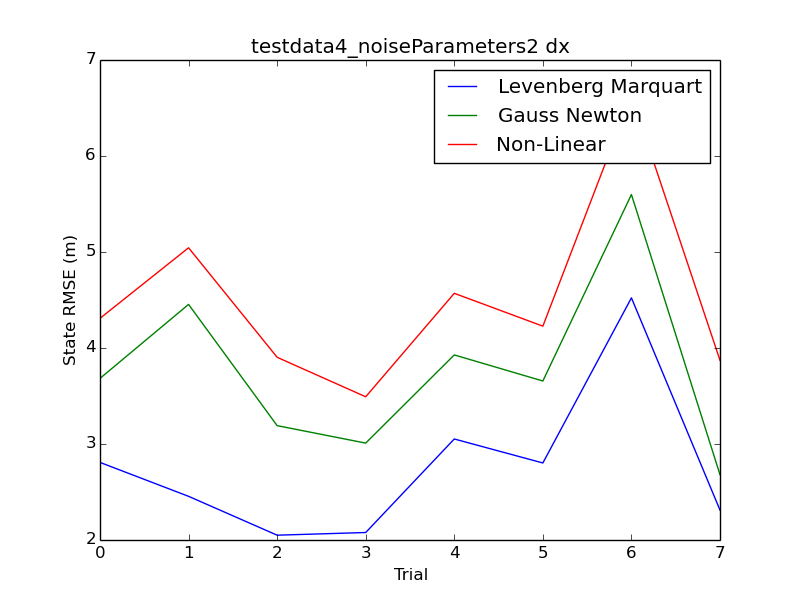 testdata4_noiseParameters2 dx
Levenberg Marquart
Gauss Newton
Non-Linear
State RMSE (m)
7
6
5
4
3
2
0 1 2 3 4 5 6 7
Trial